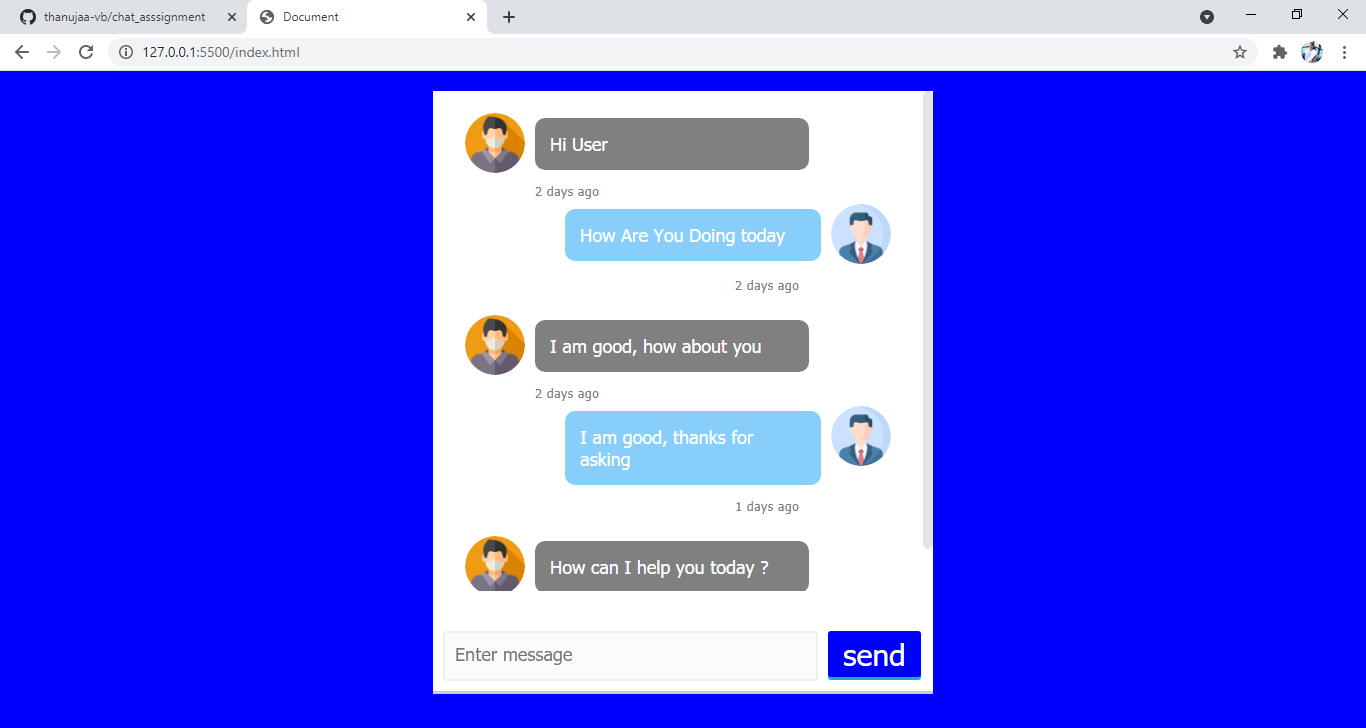 thanujaa-vb/chat_asssignment
Document
127.0.0.1:5500/index.html
Hi User
2 days ago
How Are You Doing today
2 days ago
I am good, how about you
2 days ago
I am good, thanks for
asking
1 days ago
How can I help you today ?
Enter message
send